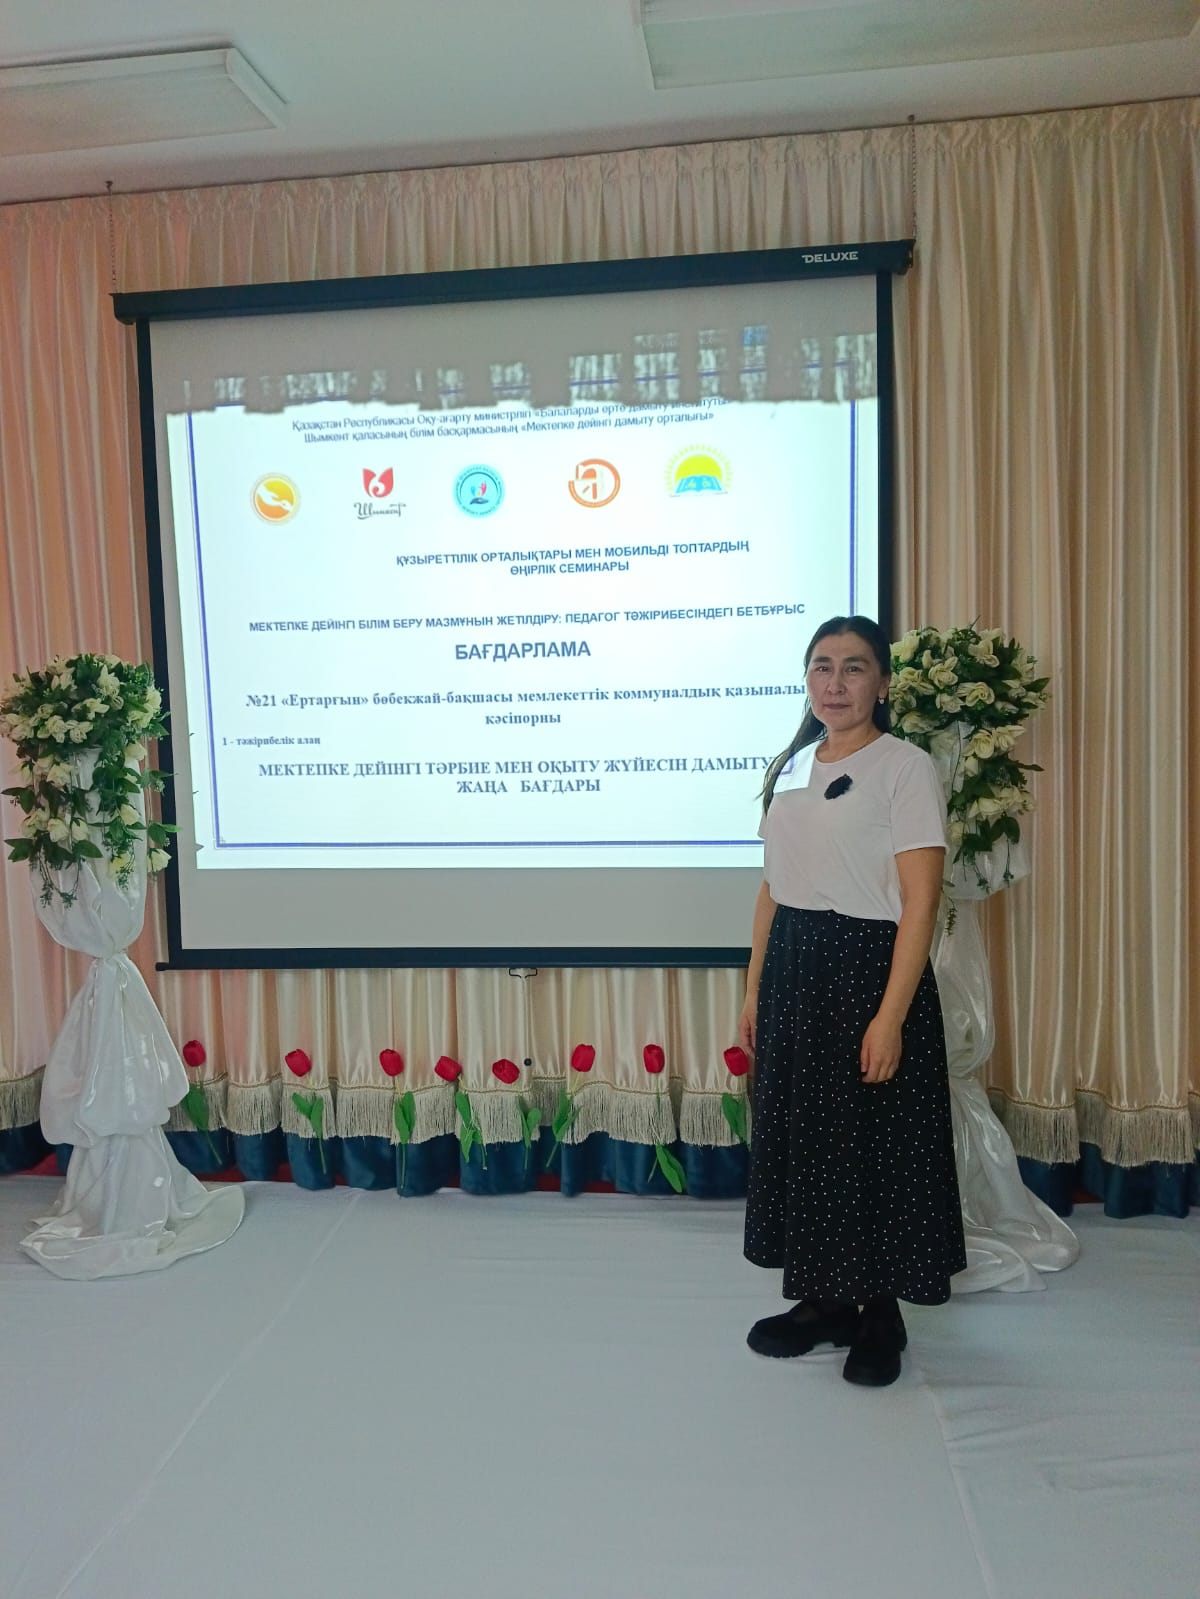 DELUXE
Қазақстан Республикасы Оқу-ағарту министрлігі «Балаларды ерте дамыту институты»
Шымкент қаласының білім басқармасының «Мектепке дейінгі дамыту орталығы»
Шымкент
ҚҰЗЫРЕТТІЛІК ОРТАЛЫҚТАРЫ МЕН МОБИЛЬДІ ТОПТАРДЫҢ
ӨҢІРЛІК СЕМИНАРЫ
МЕКТЕПКЕ ДЕЙІНГІ БІЛІМ БЕРУ МАЗМҰНЫН ЖЕТІЛДІРУ: ПЕДАГОГ ТӘЖІРИБЕСІНДЕГІ БЕТБҰРЫС
БАҒДАРЛАМА
№21 «Ертарғын» бөбекжай-бақшасы мемлекеттік коммуналдық қазыналы
кәсіпорны
1 - тәжірибелік алаң
МЕКТЕПКЕ ДЕЙІНГІ ТӘРБИЕ МЕН ОҚЫТУ ЖҮЙЕСІН ДАМЫТУ
ЖАҢА БАҒДАРЫ